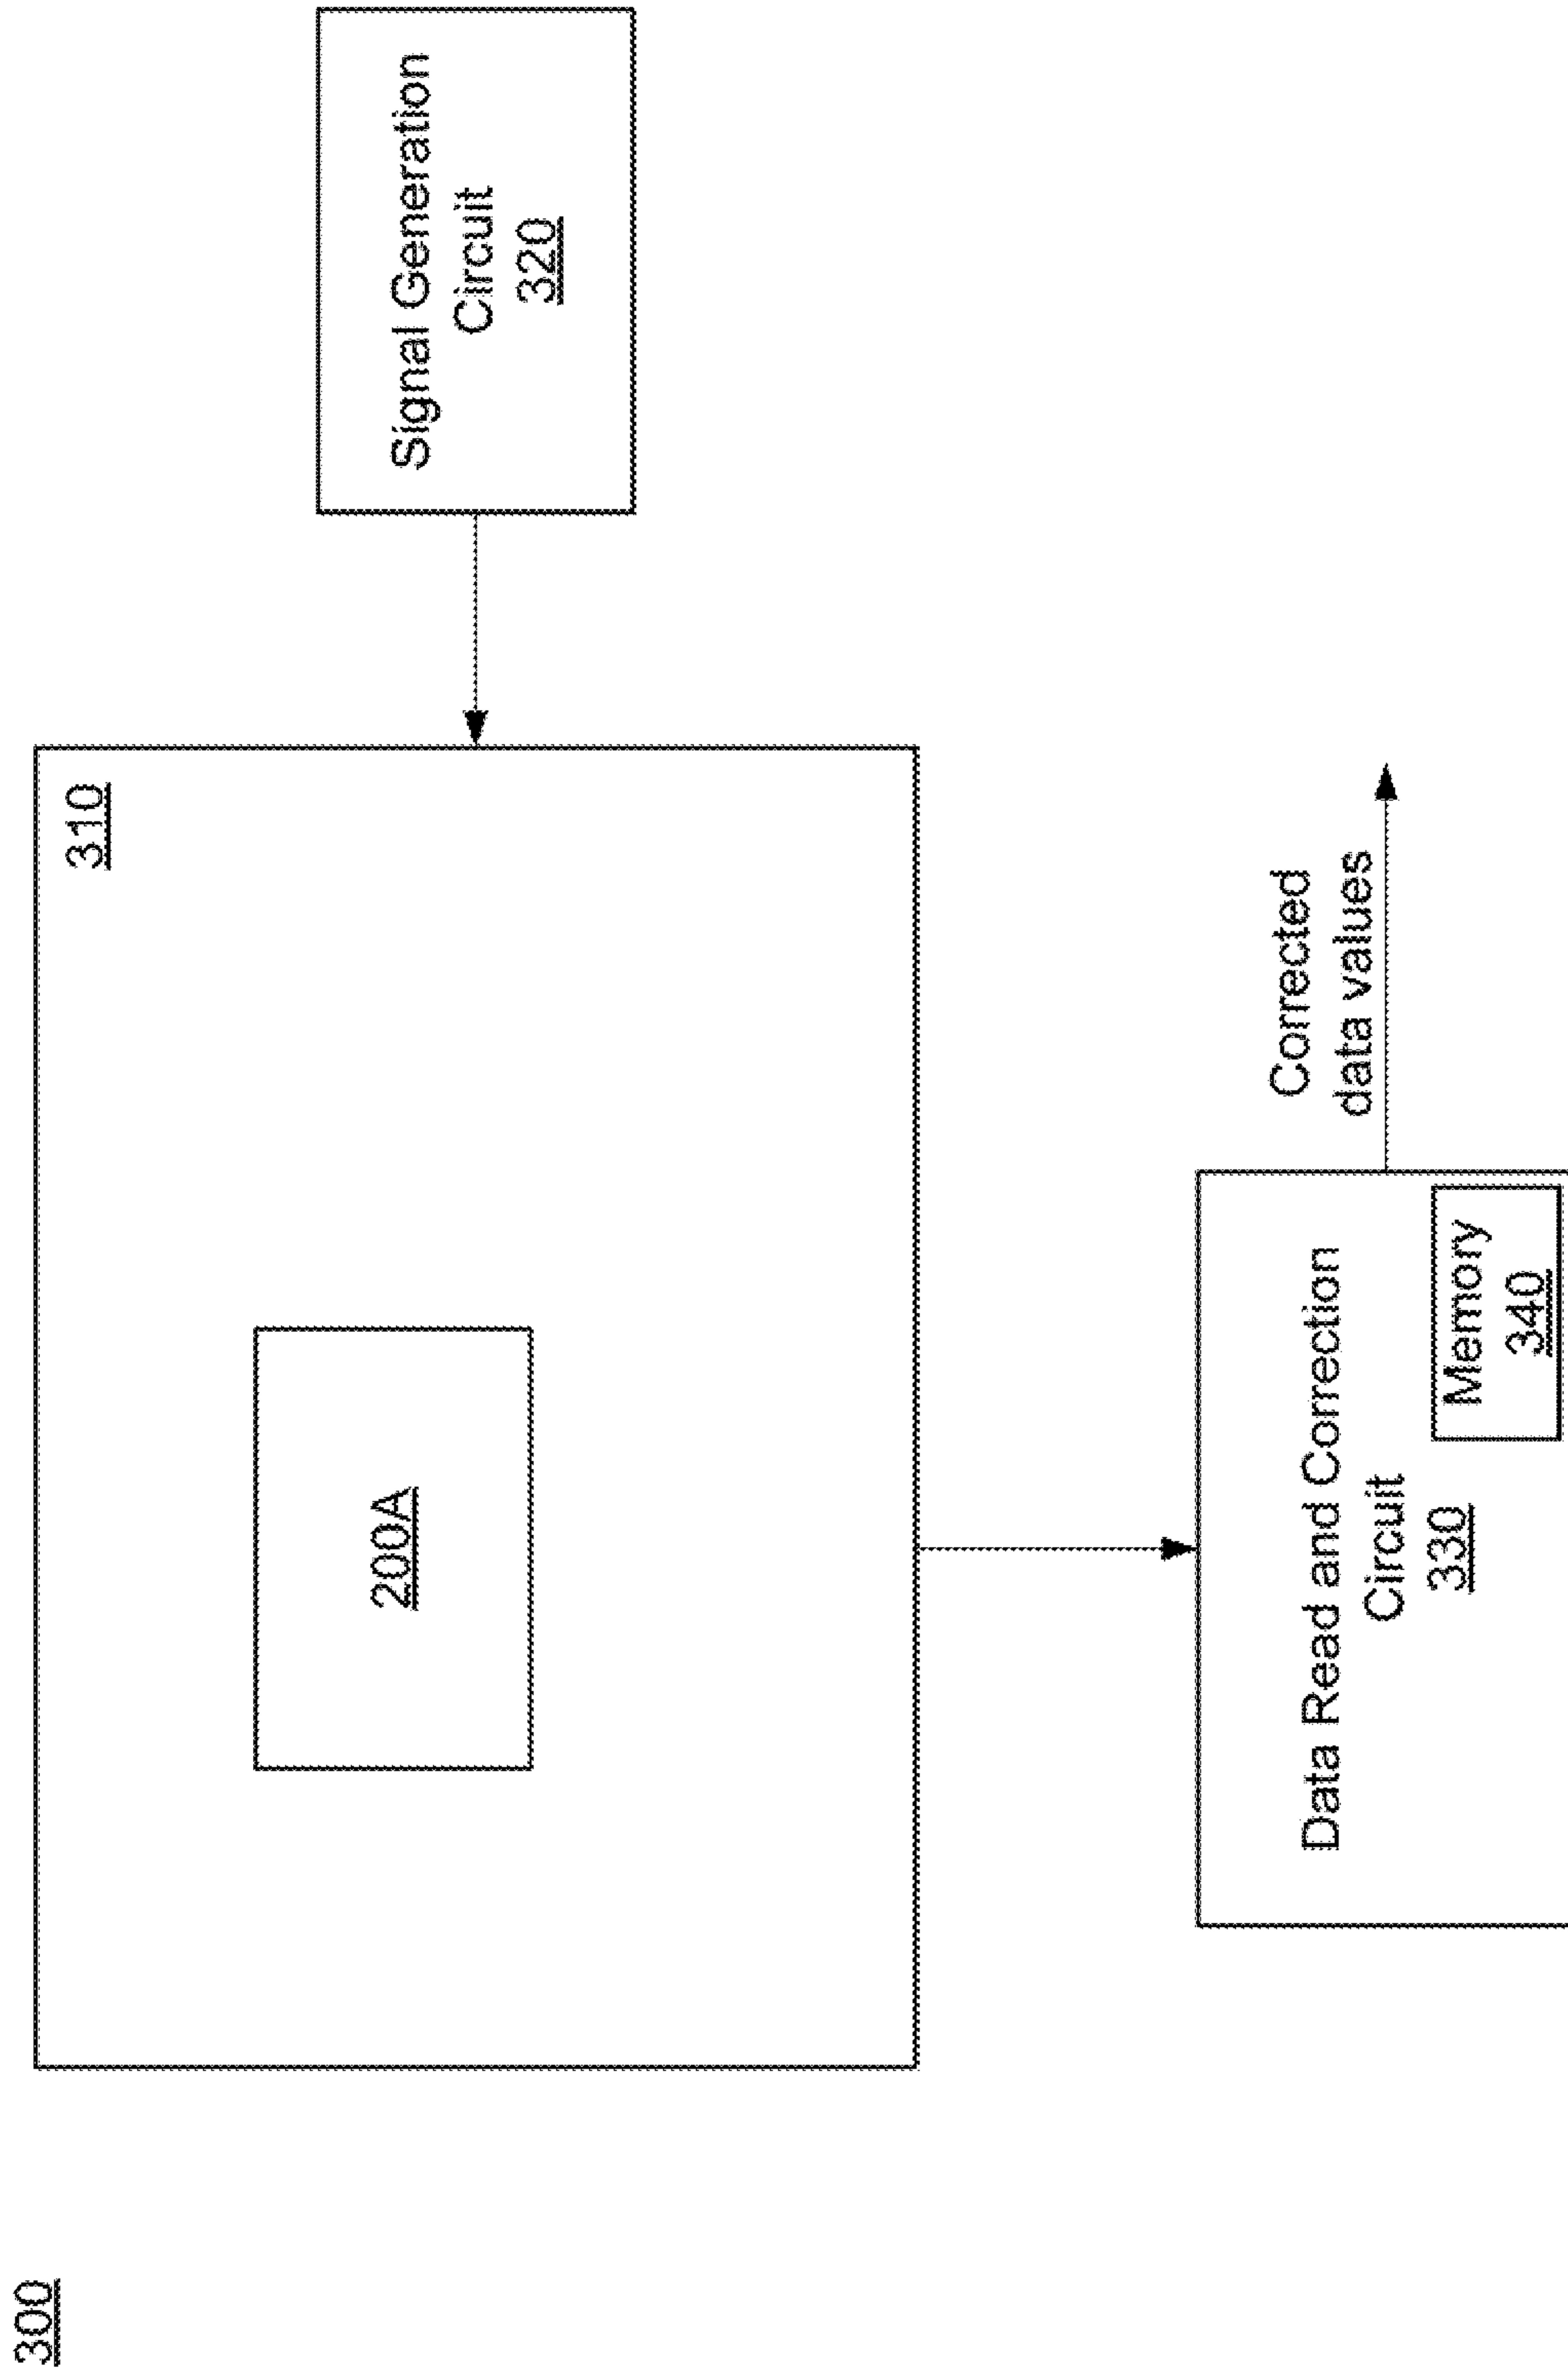 300
310
200A
Signal Generation
Circuit
320
Data Read and Correction
Circuit
330
Memory
340
Corrected
data values